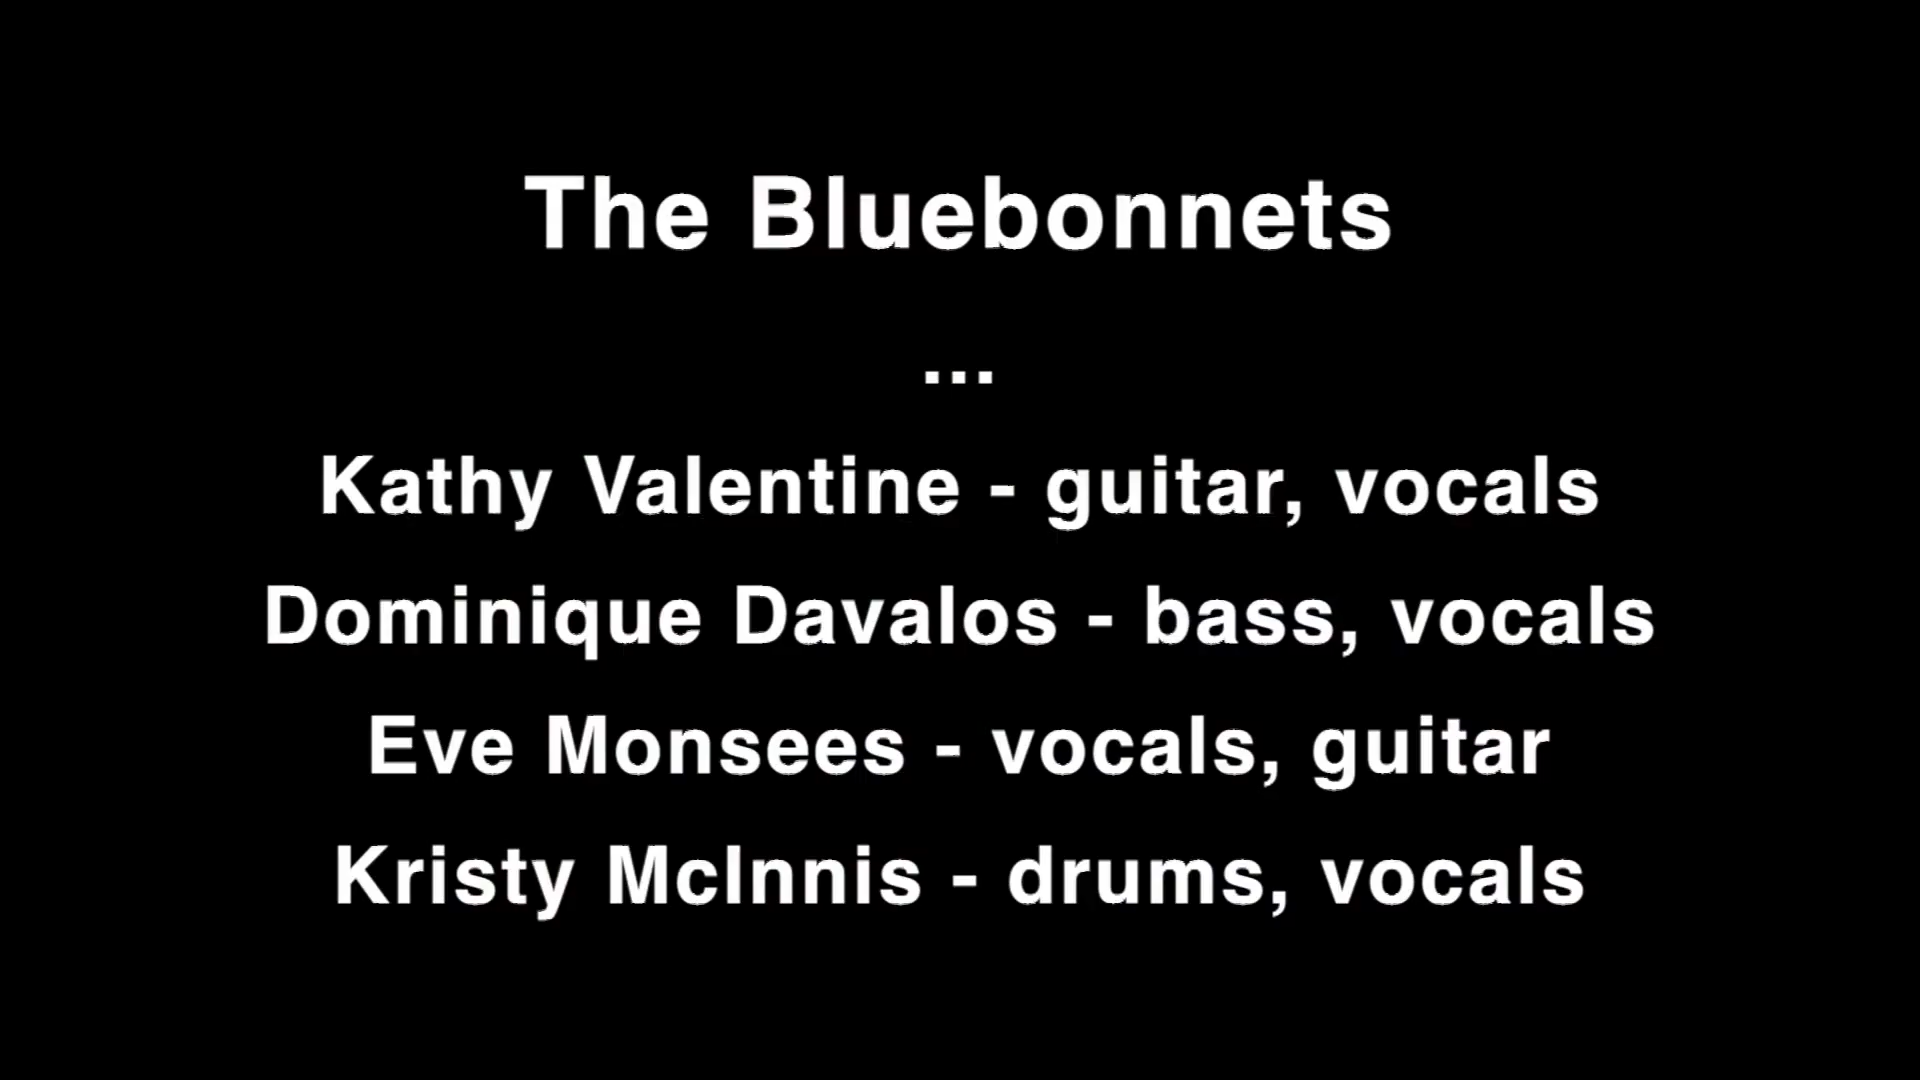 The Bluebonnets
...
Kathy Valentine - guitar, vocals
Dominique Davalos - bass, vocals
Eve Monsees - vocals, guitar
Kristy McInnis - drums, vocals